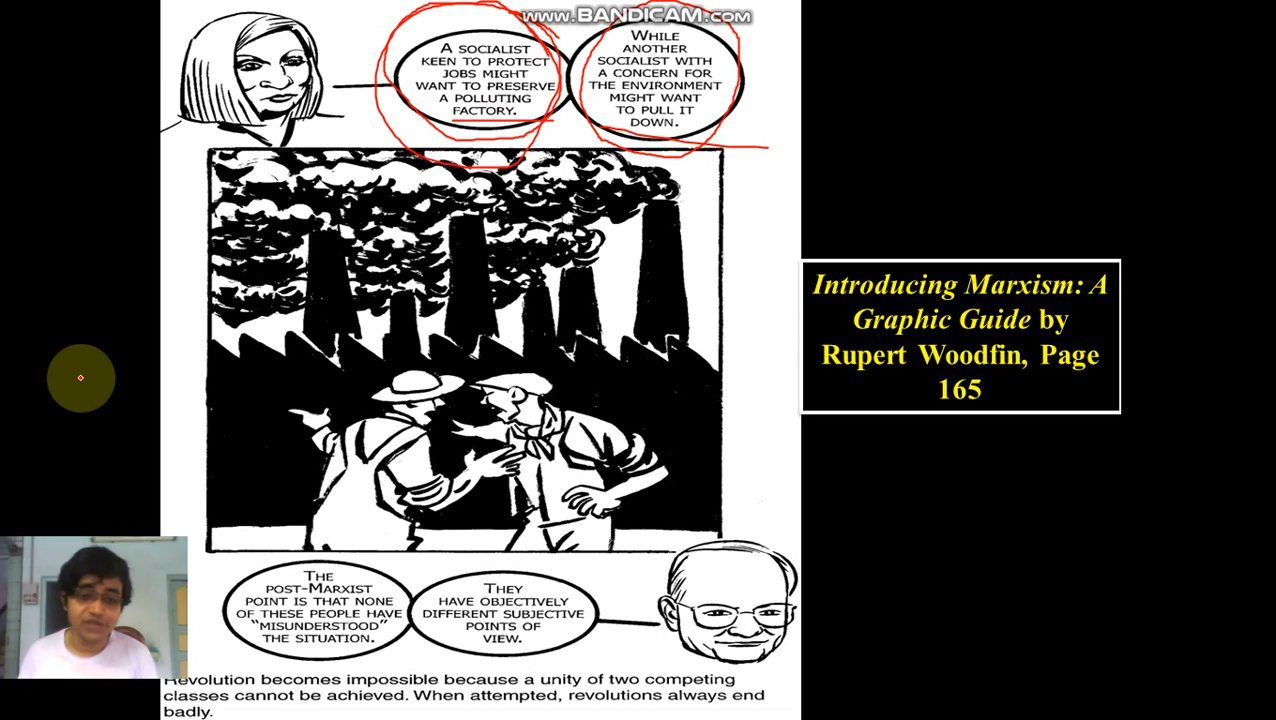 www.BANDICAM.com
A SOCIALIST
KEEN TO PROTECT
JOBS MIGHT
WANT TO PRESERVE
A POLLUTING
FACTORY.
WHILE
ANOTHER
SOCIALIST WITH
A CONCERN FOR
THE ENVIRONMENT
MIGHT WANT
TO PULL IT
DOWN.
Introducing Marxism: A
Graphic Guide by
Rupert Woodfin, Page
165
THE
POST-MARXIST
POINT IS THAT NONE
OF THESE PEOPLE HAVE
"MISUNDERSTOOD"
THE SITUATION.
THEY
HAVE OBJECTIVELY
DIFFERENT SUBJECTIVE
POINTS OF
VIEW.
Revolution becomes impossible because a unity of two competing
classes cannot be achieved. When attempted, revolutions always end
badly.